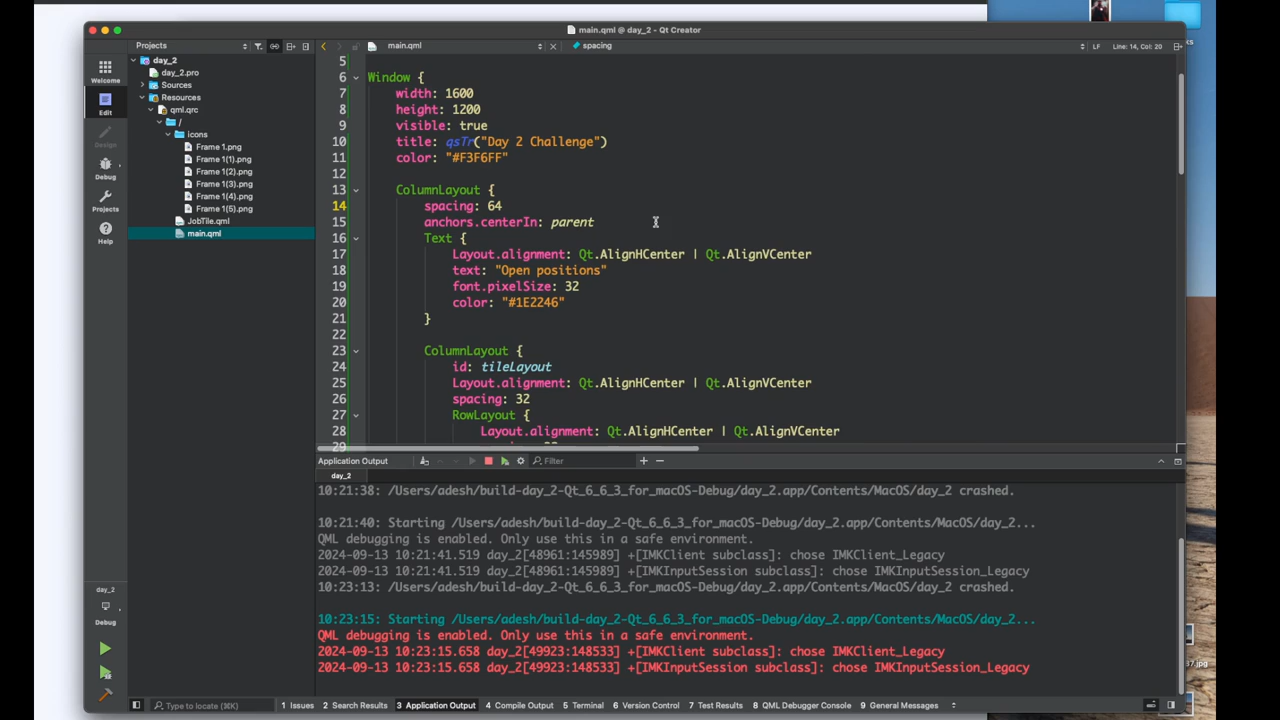 main.qml @ day_2 - Qt Creator
Projects
main.qml
spacing
LF
Line: 14, Col: 20
ks
Welcome
Edit
Design
Debug
Projects
Help
day_2
day_2.pro
Sources
Resources
qml.qrc
/
icons
Frame 1.png
Frame 1(1).png
Frame 1(2).png
Frame 1(3).png
Frame 1(4).png
Frame 1(5).png
JobTile.qml
main.qml
5
6 Window {
7 width: 1600
8 height: 1200
9 visible: true
10 title: qsTr("Day 2 Challenge")
11 color: "#F3F6FF"
12
13 ColumnLayout {
14 spacing: 64
15 anchors.centerIn: parent
16 Text {
17 Layout.alignment: Qt.AlignHCenter | Qt.AlignVCenter
18 text: "Open positions"
19 font.pixelSize: 32
20 color: "#1E2246"
21 }
22
23 ColumnLayout {
24 id: tileLayout
25 Layout.alignment: Qt.AlignHCenter | Qt.AlignVCenter
26 spacing: 32
27 RowLayout {
28 Layout.alignment: Qt.AlignHCenter | Qt.AlignVCenter
29
Application Output
Filter
day_2
10:21:38: /Users/adesh/build-day_2-Qt_6_6_3_for_macOS-Debug/day_2.app/Contents/MacOS/day_2 crashed.
10:21:40: Starting /Users/adesh/build-day_2-Qt_6_6_3_for_macOS-Debug/day_2.app/Contents/MacOS/day_2...
QML debugging is enabled. Only use this in a safe environment.
2024-09-13 10:21:41.519 day_2[48961:145989] +[IMKClient subclass]: chose IMKClient_Legacy
2024-09-13 10:21:41.519 day_2[48961:145989] +[IMKInputSession subclass]: chose IMKInputSession_Legacy
10:23:13: /Users/adesh/build-day_2-Qt_6_6_3_for_macOS-Debug/day_2.app/Contents/MacOS/day_2 crashed.
10:23:15: Starting /Users/adesh/build-day_2-Qt_6_6_3_for_macOS-Debug/day_2.app/Contents/MacOS/day_2...
QML debugging is enabled. Only use this in a safe environment.
2024-09-13 10:23:15.658 day_2[49923:148533] +[IMKClient subclass]: chose IMKClient_Legacy
2024-09-13 10:23:15.658 day_2[49923:148533] +[IMKInputSession subclass]: chose IMKInputSession_Legacy
37.jpg
day_2
Debug
Type to locate (⌘K)
1 Issues
2 Search Results
3 Application Output
4 Compile Output
5 Terminal
6 Version Control
7 Test Results
8 QML Debugger Console
9 General Messages